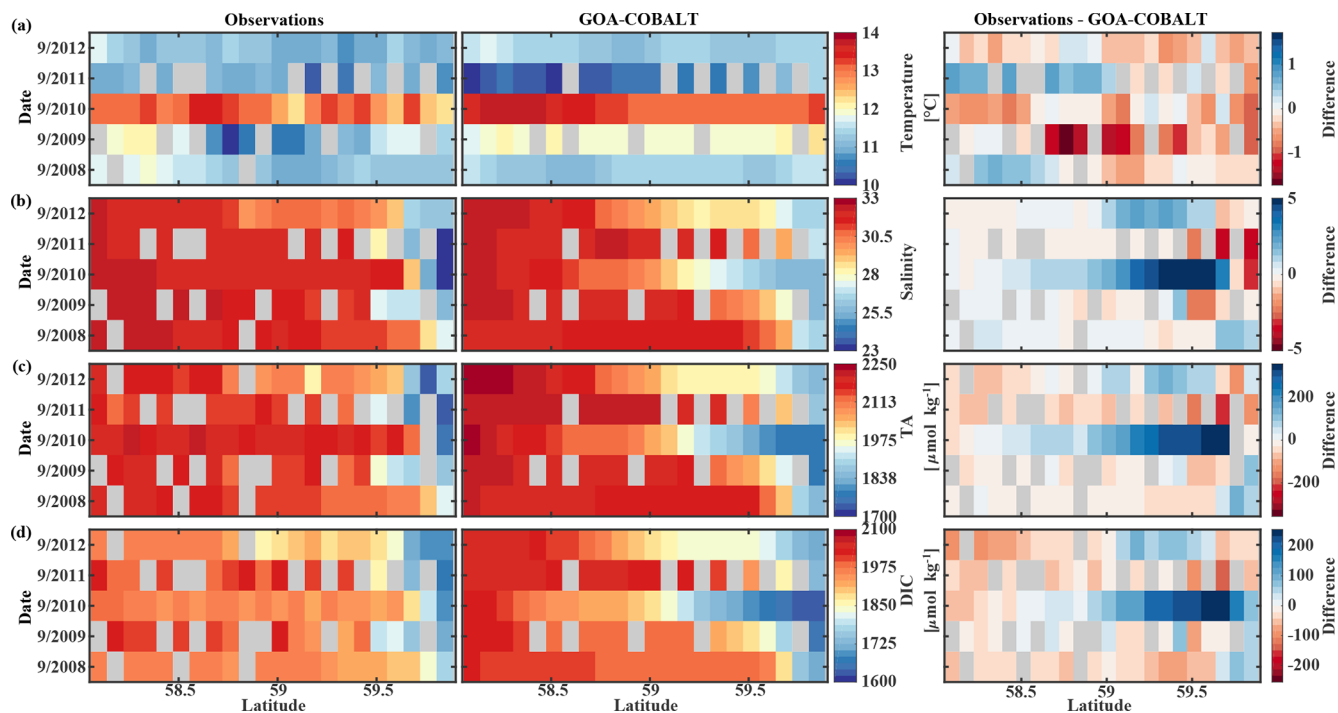 Observations GOA-COBALT Observations - GOA-COBALT
(a)
Date
9/2012
9/2011
9/2010
9/2009
9/2008
14
13
12
11
10
Temperature
[°C]
1
0
-1
Difference
(b)
Date
9/2012
9/2011
9/2010
9/2009
9/2008
33
30.5
28
25.5
23
Salinity
5
0
-5
Difference
(c)
Date
9/2012
9/2011
9/2010
9/2009
9/2008
2250
2113
1975
1838
1700
TA
[μmol kg-1]
200
0
-200
Difference
(d)
Date
9/2012
9/2011
9/2010
9/2009
9/2008
2100
1975
1850
1725
1600
DIC
[μmol kg-1]
200
100
0
-100
-200
Difference
58.5 59 59.5 58.5 59 59.5 58.5 59 59.5
Latitude Latitude Latitude